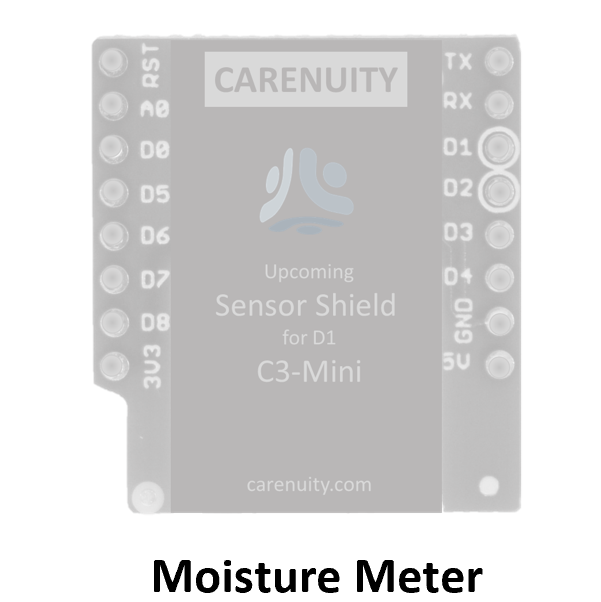 CARENUITY
RST
A0
D0
D5
D6
D7
D8
3V3
TX
RX
D1
D2
D3
D4
GND
5V
Upcoming
Sensor Shield
for D1
C3-Mini
carenuity.com
Moisture Meter